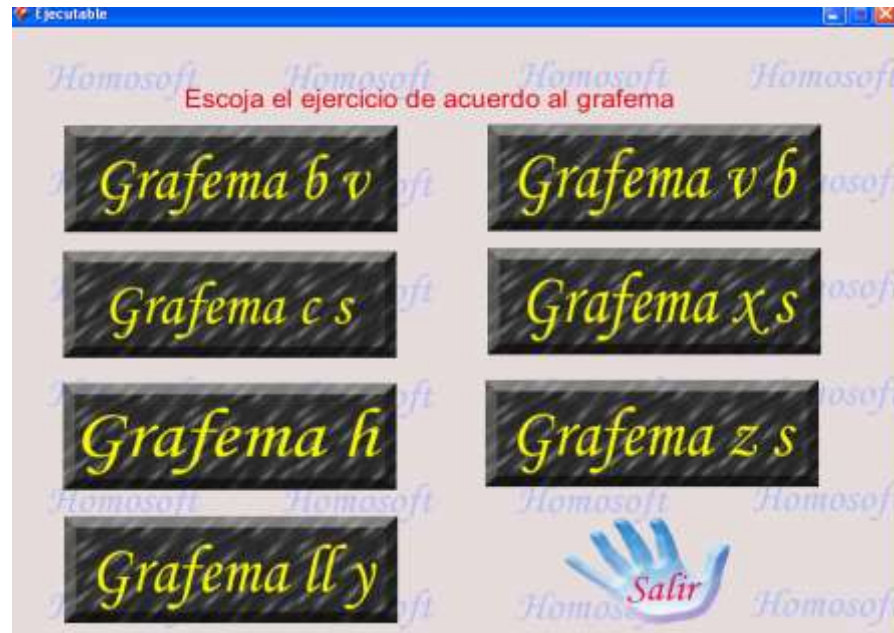 Ejecutable
Homosoft Homosoft Homosoft Homosoft
Escoja el ejercicio de acuerdo al grafema
Grafema b v
Grafema v b
Grafema c s
Grafema x s
Grafema h
Grafema z s
Homosoft Homosoft Homosoft Homosoft
Grafema ll y
Salir